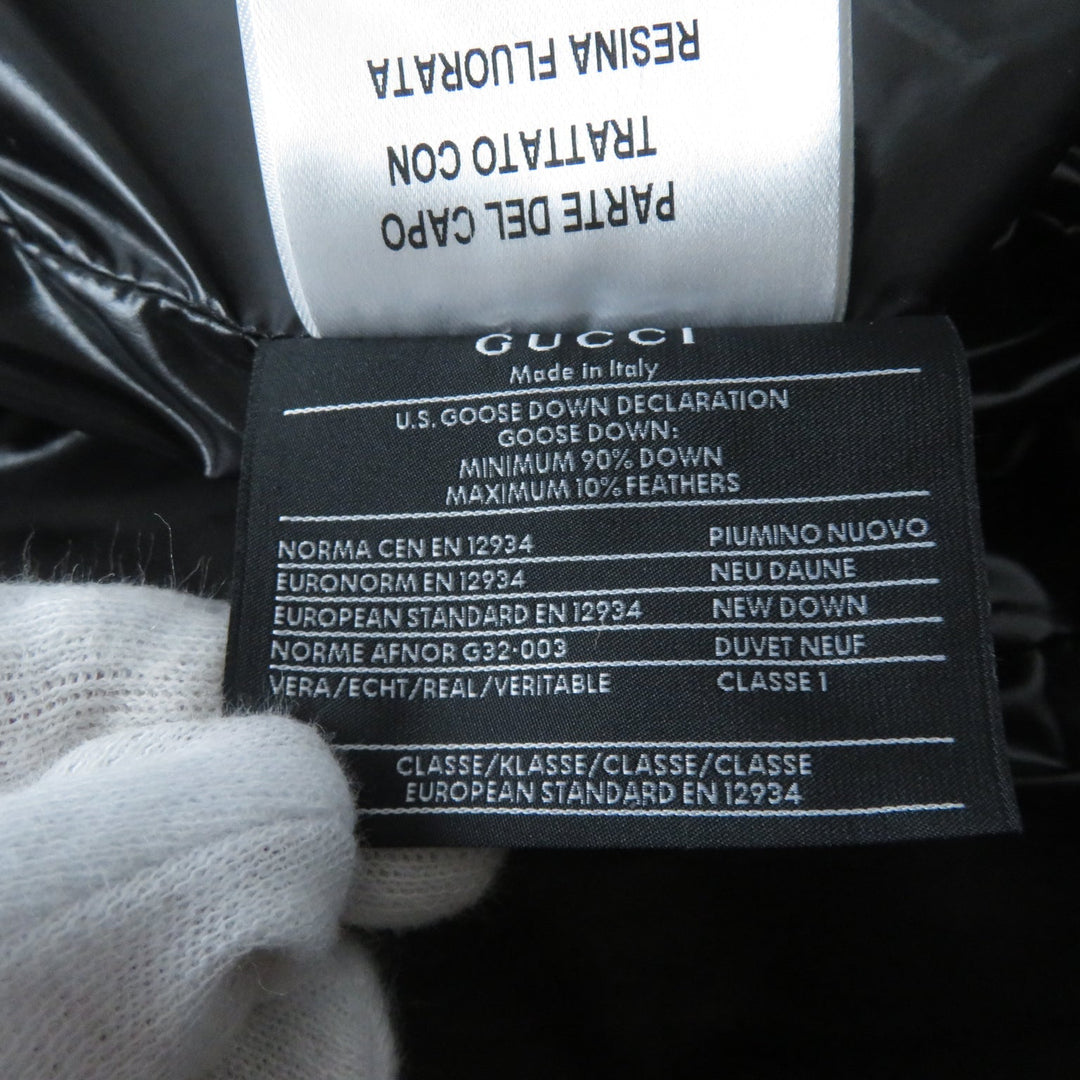 PARTE DEL CAPO
TRATTATO CON
RESINA FLUORATA
GUCCI
Made in Italy
U.S. GOOSE DOWN DECLARATION
GOOSE DOWN:
MINIMUM 90% DOWN
MAXIMUM 10% FEATHERS
NORMA CEN EN 12934 PIUMINO NUOVO
EURONORM EN 12934 NEU DAUNE
EUROPEAN STANDARD EN 12934 NEW DOWN
NORME AFNOR G32-003 DUVET NEUF
VERA/ECHT/REAL/VERITABLE CLASSE 1
CLASSE/KLASSE/CLASSE/CLASSE
EUROPEAN STANDARD EN 12934